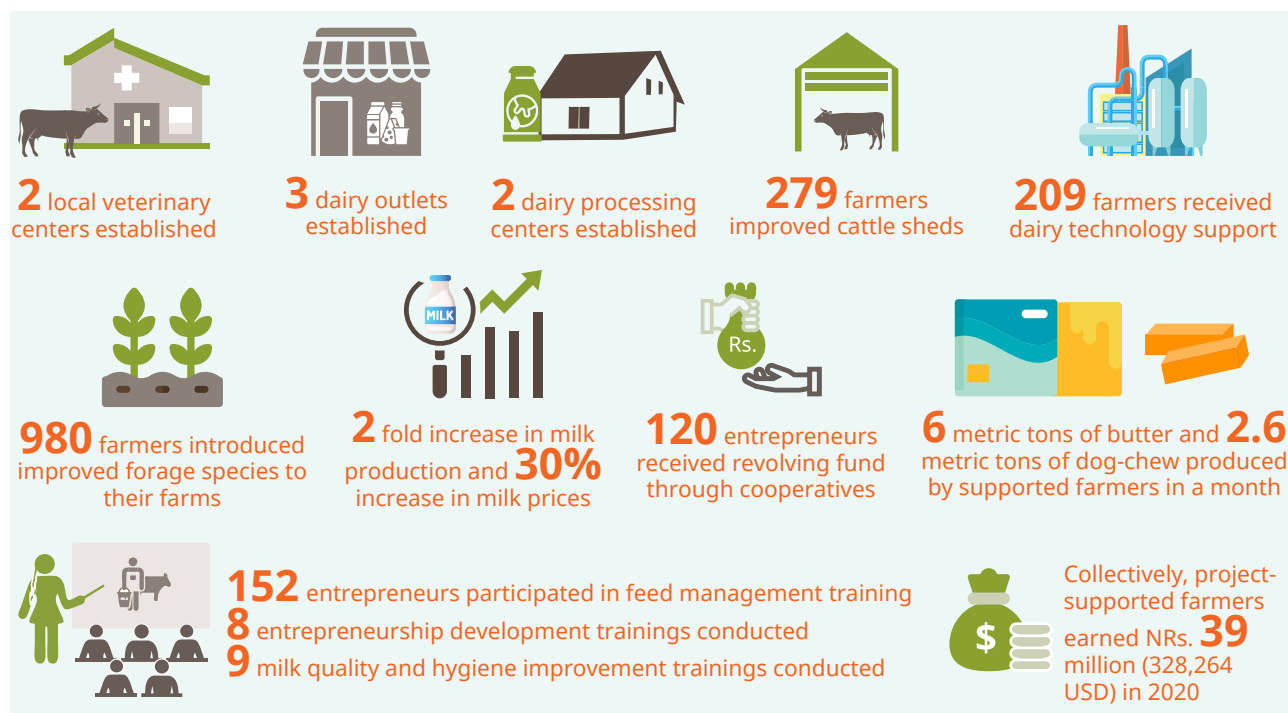 2 local veterinary
centers established
3 dairy outlets
established
2 dairy processing
centers established
279 farmers
improved cattle sheds
209 farmers received
dairy technology support
MILK
Rs.
980 farmers introduced
improved forage species to
their farms
2 fold increase in milk
production and 30%
increase in milk prices
120 entrepreneurs
received revolving fund
through cooperatives
6 metric tons of butter and 2.6
metric tons of dog-chew produced
by supported farmers in a month
152 entrepreneurs participated in feed management training
8 entrepreneurship development trainings conducted
9 milk quality and hygiene improvement trainings conducted
$
Collectively, project-
supported farmers
earned NRs. 39
million (328,264
USD) in 2020